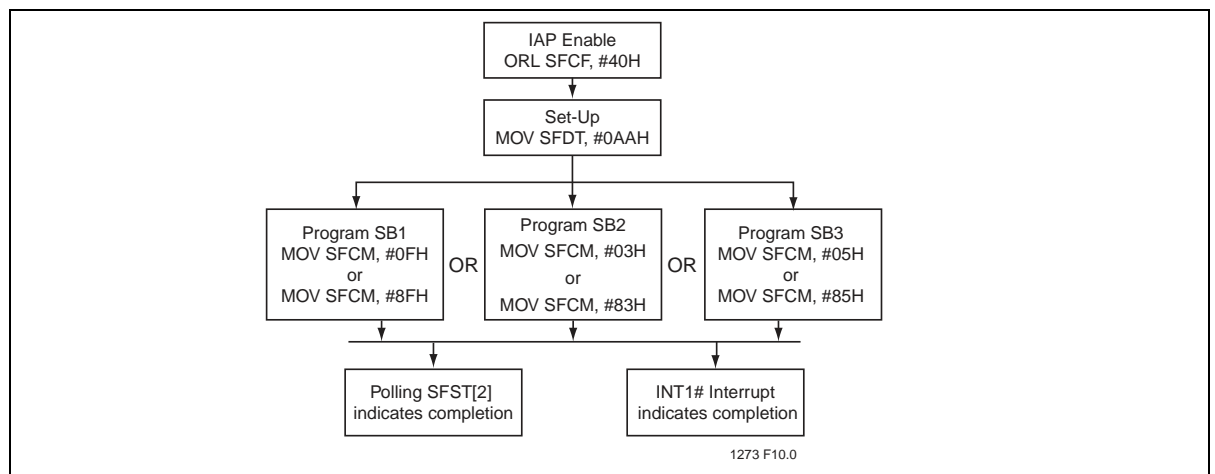 IAP Enable
ORL SFCF, #40H
Set-Up
MOV SFDT, #0AAH
Program SB1
MOV SFCM, #0FH
or
MOV SFCM, #8FH
OR
Program SB2
MOV SFCM, #03H
or
MOV SFCM, #83H
OR
Program SB3
MOV SFCM, #05H
or
MOV SFCM, #85H
Polling SFST[2]
indicates completion
INT1# Interrupt
indicates completion
1273 F10.0